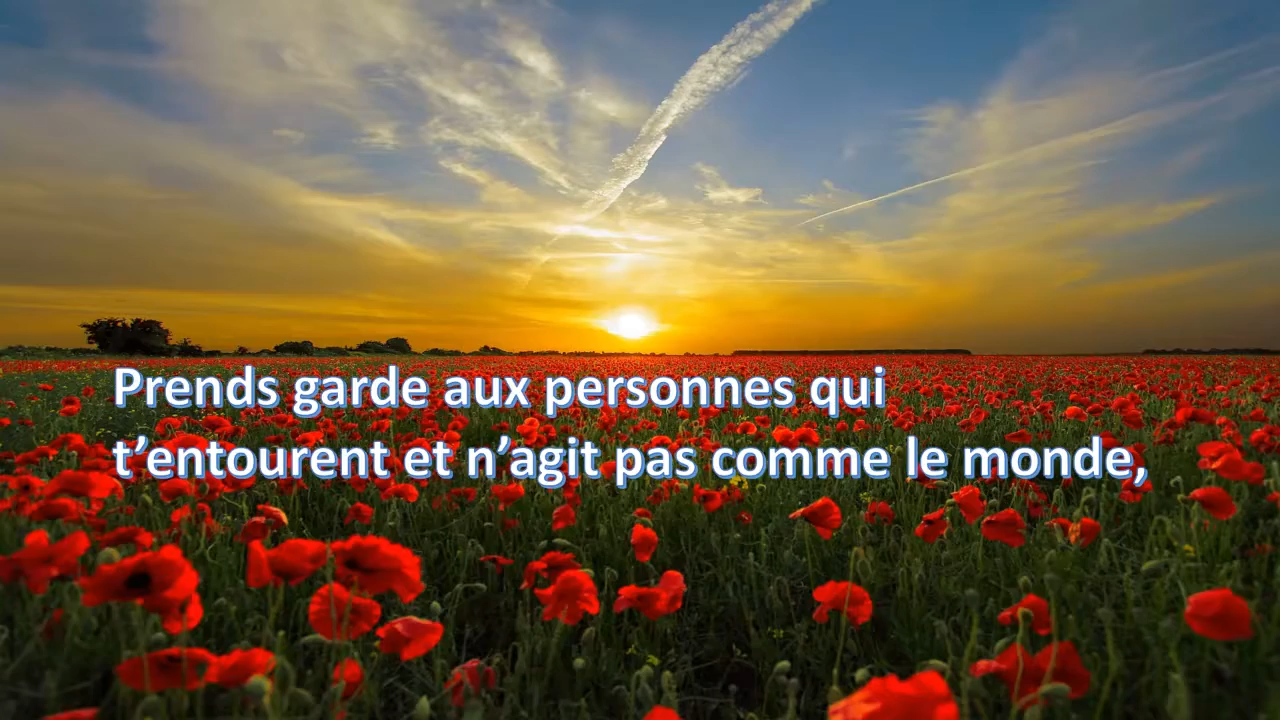 Prends garde aux personnes qui
t’entourent et n’agit pas comme le monde,